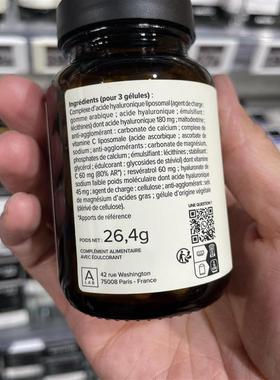 Ingrédients (pour 3 gélules) :
Complexe d'acide hyaluronique liposomal (agent de charge :
gomme arabique ; acide hyaluronique ; émulsifiant :
lécithines) dont acide hyaluronique 180 mg ; maltodextrine ;
anti-agglomérant : carbonate de calcium ; complexe de
vitamine C liposomale (acide ascorbique ; ascorbate de
sodium ; anti-agglomérants : carbonate de magnésium,
phosphates de calcium ; émulsifiant : lécithines ; stabilisant :
glycérol ; édulcorant : glycosides de stéviol) dont vitamine
C 60 mg (80% AR*) ; resvératrol 60 mg ; hyaluronate de
sodium faible poids moléculaire dont acide hyaluronique
45 mg ; agent de charge : cellulose ; anti-agglomérant : sels
de magnésium d'acides gras ; gélule d'origine végétale
(dérivé de cellulose).
*Apports de référence
UNE QUESTION ?
POIDS NET : 26,4g
COMPLÉMENT ALIMENTAIRE
AVEC ÉDULCORANT
A
LAB
42 rue Washington
75008 Paris - France